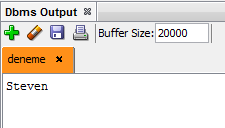 Dbms Output
Buffer Size: 20000
deneme
Steven